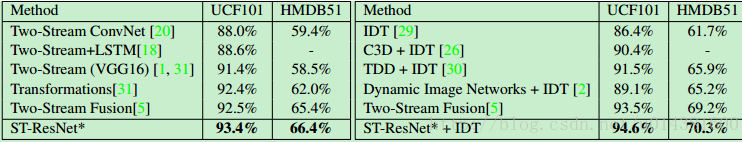 Method UCF101 HMDB51
Two-Stream ConvNet [20] 88.0% 59.4%
Two-Stream+LSTM[18] 88.6% -
Two-Stream (VGG16) [1, 31] 91.4% 58.5%
Transformations[31] 92.4% 62.0%
Two-Stream Fusion[5] 92.5% 65.4%
ST-ResNet* 93.4% 66.4%
Method UCF101 HMDB51
IDT [29] 86.4% 61.7%
C3D + IDT [26] 90.4% -
TDD + IDT [30] 91.5% 65.9%
Dynamic Image Networks + IDT [2] 89.1% 65.2%
Two-Stream Fusion[5] 93.5% 69.2%
ST-ResNet* + IDT 94.6% 70.3%